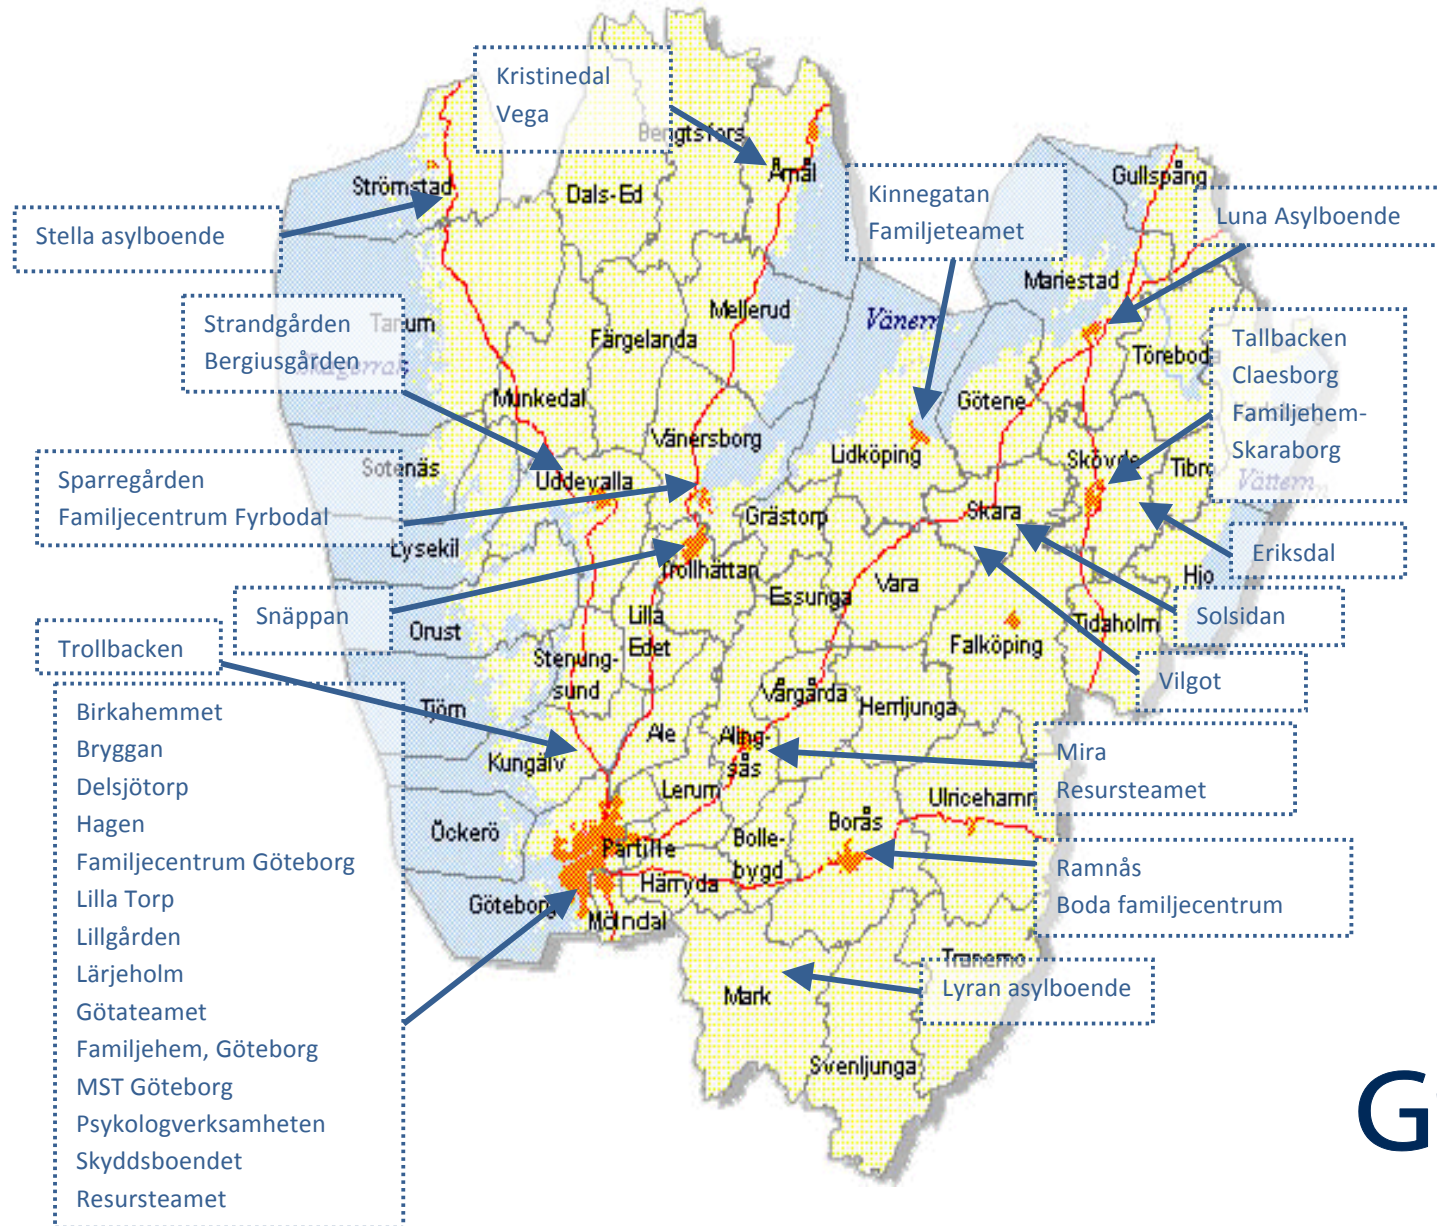 Kristinedal
Vega
Bengtsfors
Åmål
Strömstad
Dals-Ed
Gullspång
Kinnegatan
Familjeteamet
Luna Asylboende
Stella asylboende
Mariestad
Mellerud
Vänern
Strandgården
Bergiusgården
Tanum
Skagerrak
Färgelanda
Tallbacken
Claesborg
Familjehem-
Skaraborg
Töreboda
Munkedal
Götene
Vänersborg
Lidköping
Skövde
Tibro
Vättern
Sotenäs
Sparregården
Familjecentrum Fyrbodal
Uddevalla
Grästorp
Skara
Lysekil
Eriksdal
Trollhättan
Essunga
Vara
Hjo
Snäppan
Lilla
Edet
Solsidan
Orust
Tidaholm
Falköping
Trollbacken
Stenung-
sund
Vilgot
Tjörn
Vårgårda
Herrljunga
Ale
Aling-
sås
Kungälv
Mira
Resursteamet
Lerum
Ulricehamn
Öckerö
Borås
Partille
Bolle-
bygd
Härryda
Ramnås
Boda familjecentrum
Göteborg
Mölndal
Tranemo
Lyran asylboende
Mark
Svenljunga
Birkahemmet
Bryggan
Delsjötorp
Hagen
Familjecentrum Göteborg
Lilla Torp
Lillgården
Lärjeholm
Götateamet
Familjehem, Göteborg
MST Göteborg
Psykologverksamheten
Skyddsboendet
Resursteamet
G